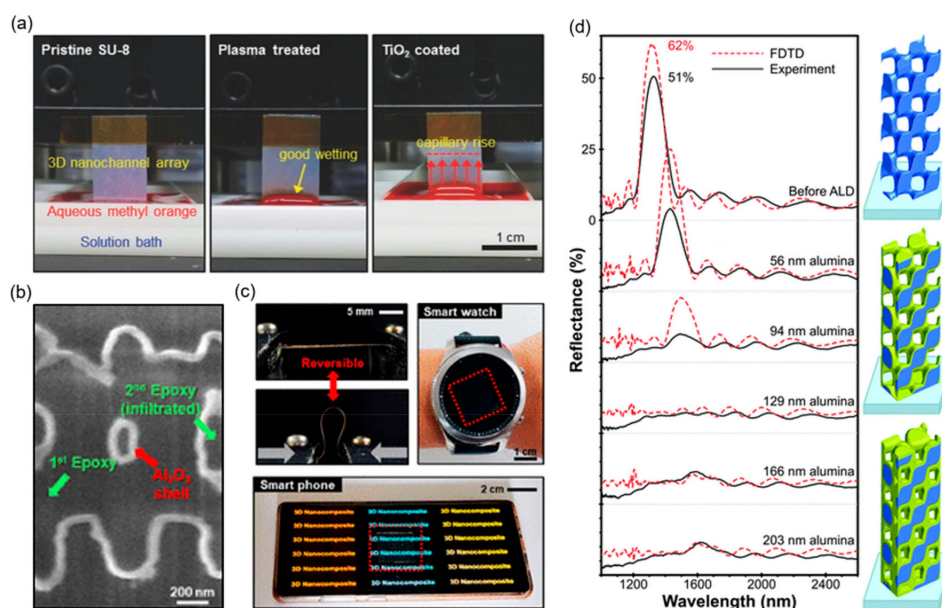 (a)
Pristine SU-8
Plasma treated
TiO₂ coated
3D nanochannel array
good wetting
capillary rise
Aqueous methyl orange
Solution bath
1 cm
(b)
1st Epoxy
2nd Epoxy
(infiltrated)
Al₂O₃
shell
200 nm
(c)
5 mm
Reversible
Smart watch
1 cm
Smart phone
2 cm
3D Nanocomposite 3D Nanocomposite 3D Nanocomposite
3D Nanocomposite 3D Nanocomposite 3D Nanocomposite
3D Nanocomposite 3D Nanocomposite 3D Nanocomposite
3D Nanocomposite 3D Nanocomposite 3D Nanocomposite
3D Nanocomposite 3D Nanocomposite 3D Nanocomposite
3D Nanocomposite 3D Nanocomposite 3D Nanocomposite
(d)
62%
51%
FDTD
Experiment
50
25
0
Reflectance (%)
Before ALD
56 nm alumina
94 nm alumina
129 nm alumina
166 nm alumina
203 nm alumina
1000 1600 2000 2400
Wavelength (nm)